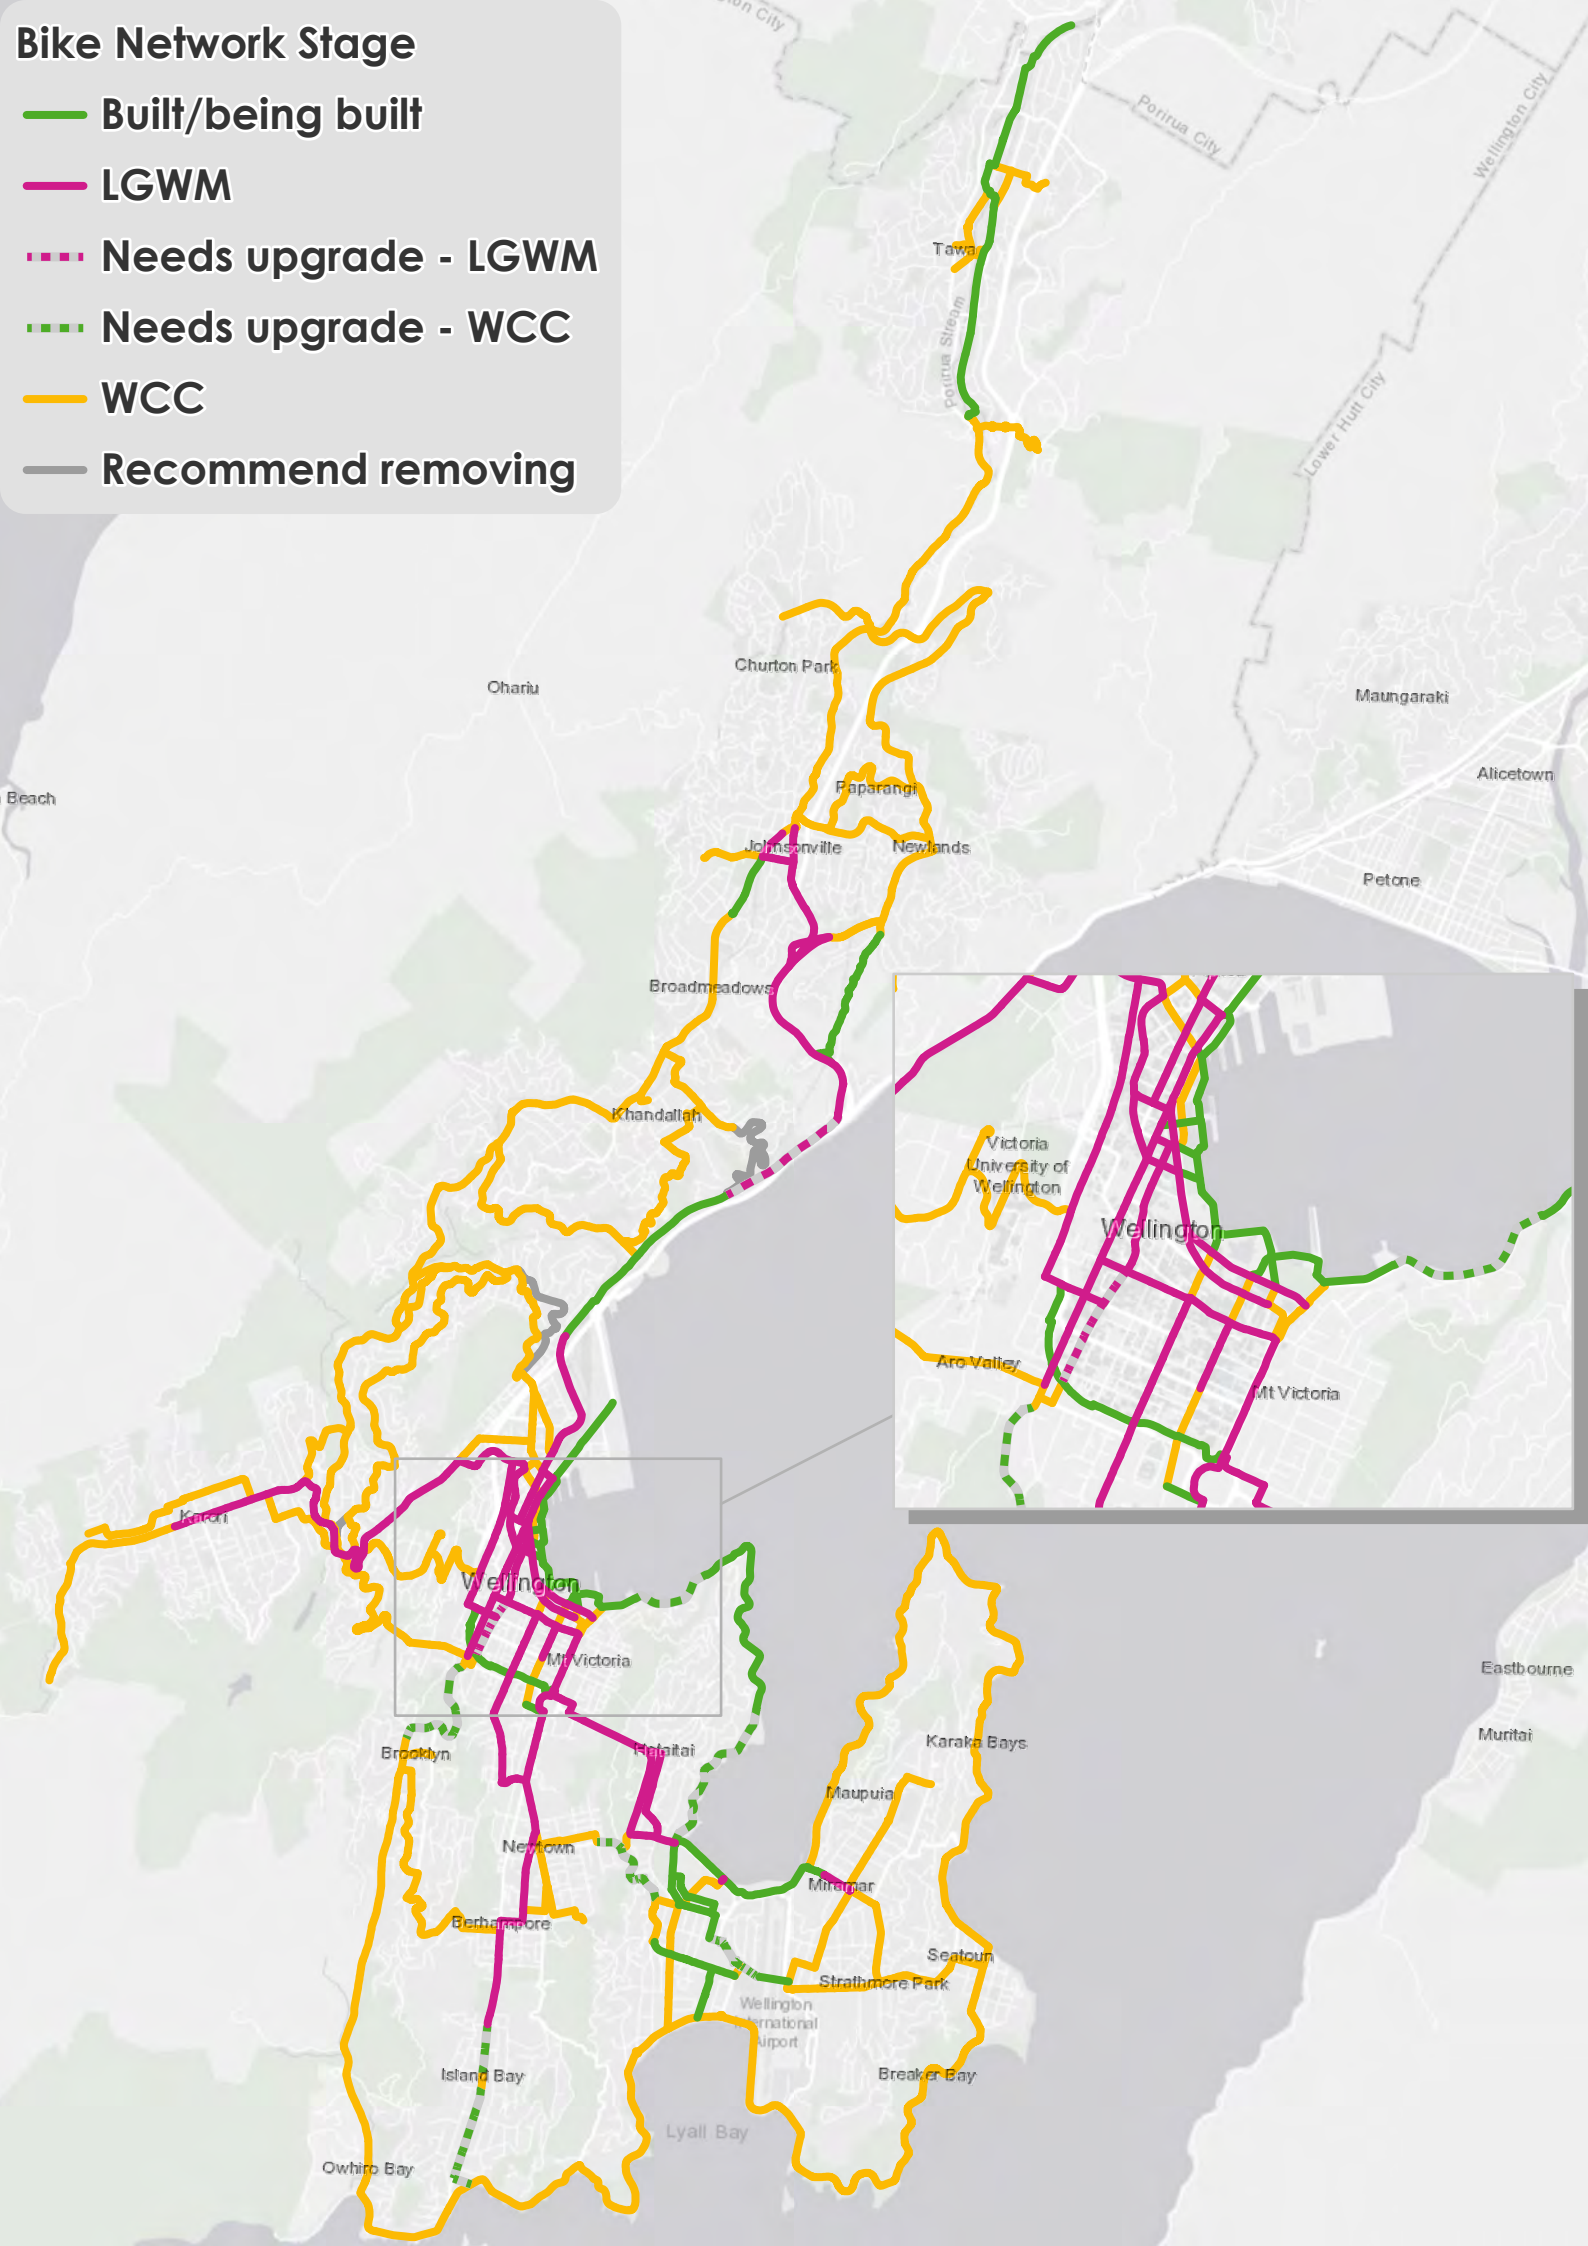 Bike Network Stage
Built/being built
LGWM
Needs upgrade - LGWM
Needs upgrade - WCC
WCC
Recommend removing
Porirua City
Wellington City
Tawa
Porirua Stream
Lower Hutt City
Churton Park
Ohariu
Maungaraki
Beach
Paparangi
Alicetown
Johnsonville
Newlands
Petone
Broadmeadows
Khandallah
Victoria
University of
Wellington
Wellington
Aro Valley
Mt Victoria
Karori
Wellington
Mt Victoria
Eastbourne
Muritai
Brooklyn
Hataitai
Karaka Bays
Maupuia
Newtown
Miramar
Berhampore
Seatoun
Strathmore Park
Wellington
International
Airport
Island Bay
Breaker Bay
Lyall Bay
Owhiro Bay